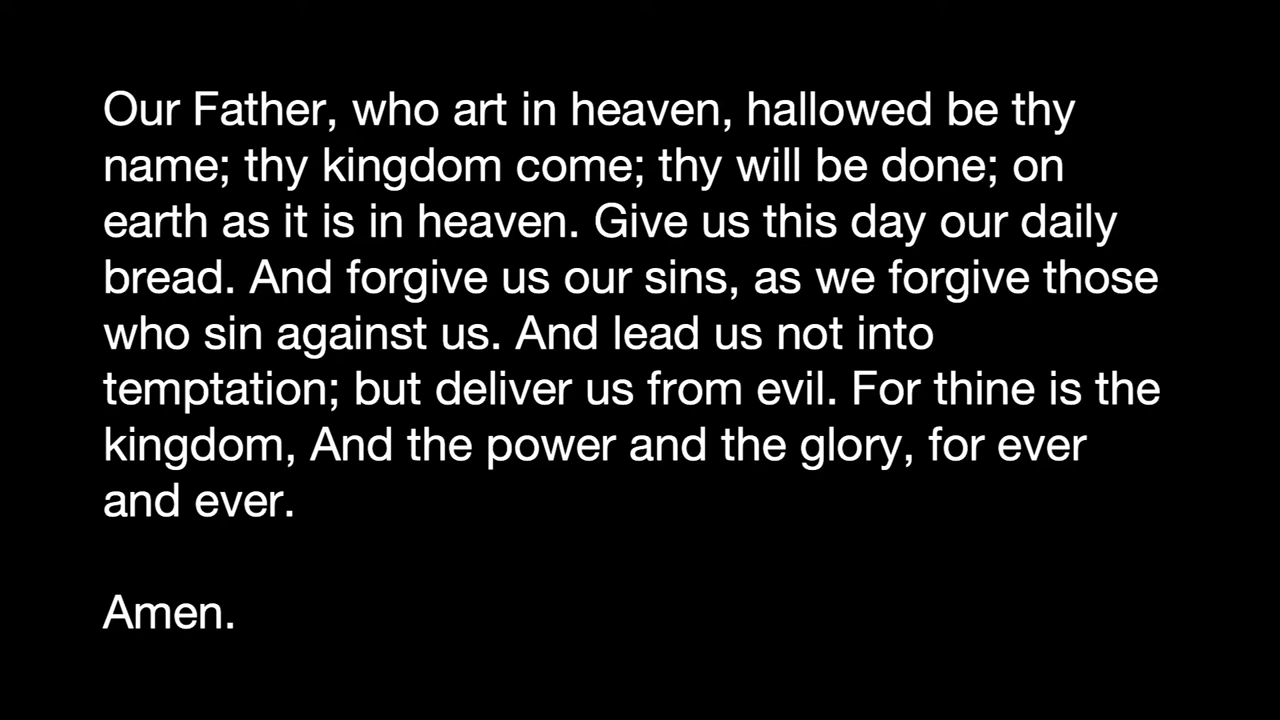 Our Father, who art in heaven, hallowed be thy
name; thy kingdom come; thy will be done; on
earth as it is in heaven. Give us this day our daily
bread. And forgive us our sins, as we forgive those
who sin against us. And lead us not into
temptation; but deliver us from evil. For thine is the
kingdom, And the power and the glory, for ever
and ever.
Amen.